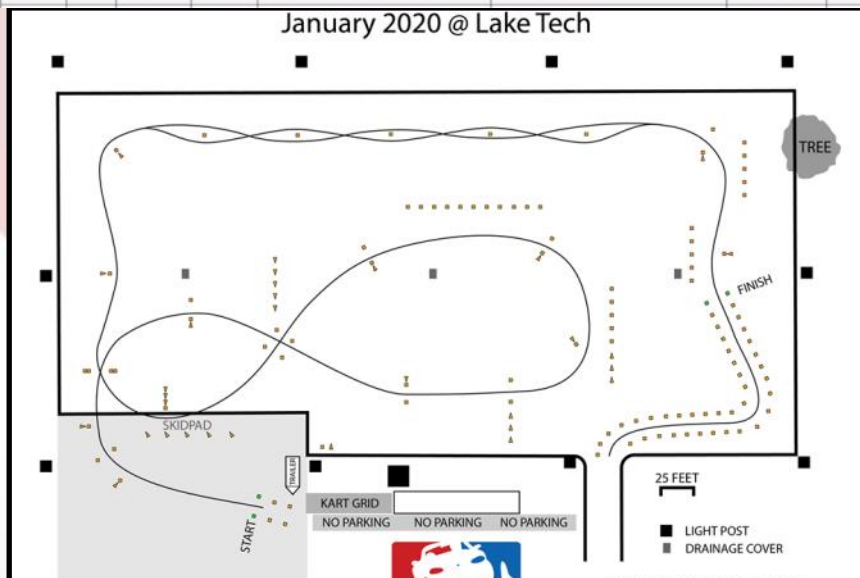 January 2020 @ Lake Tech
TREE
FINISH
SKIDPAD
TRAILER
25 FEET
KART GRID
START
NO PARKING NO PARKING NO PARKING
LIGHT POST
DRAINAGE COVER